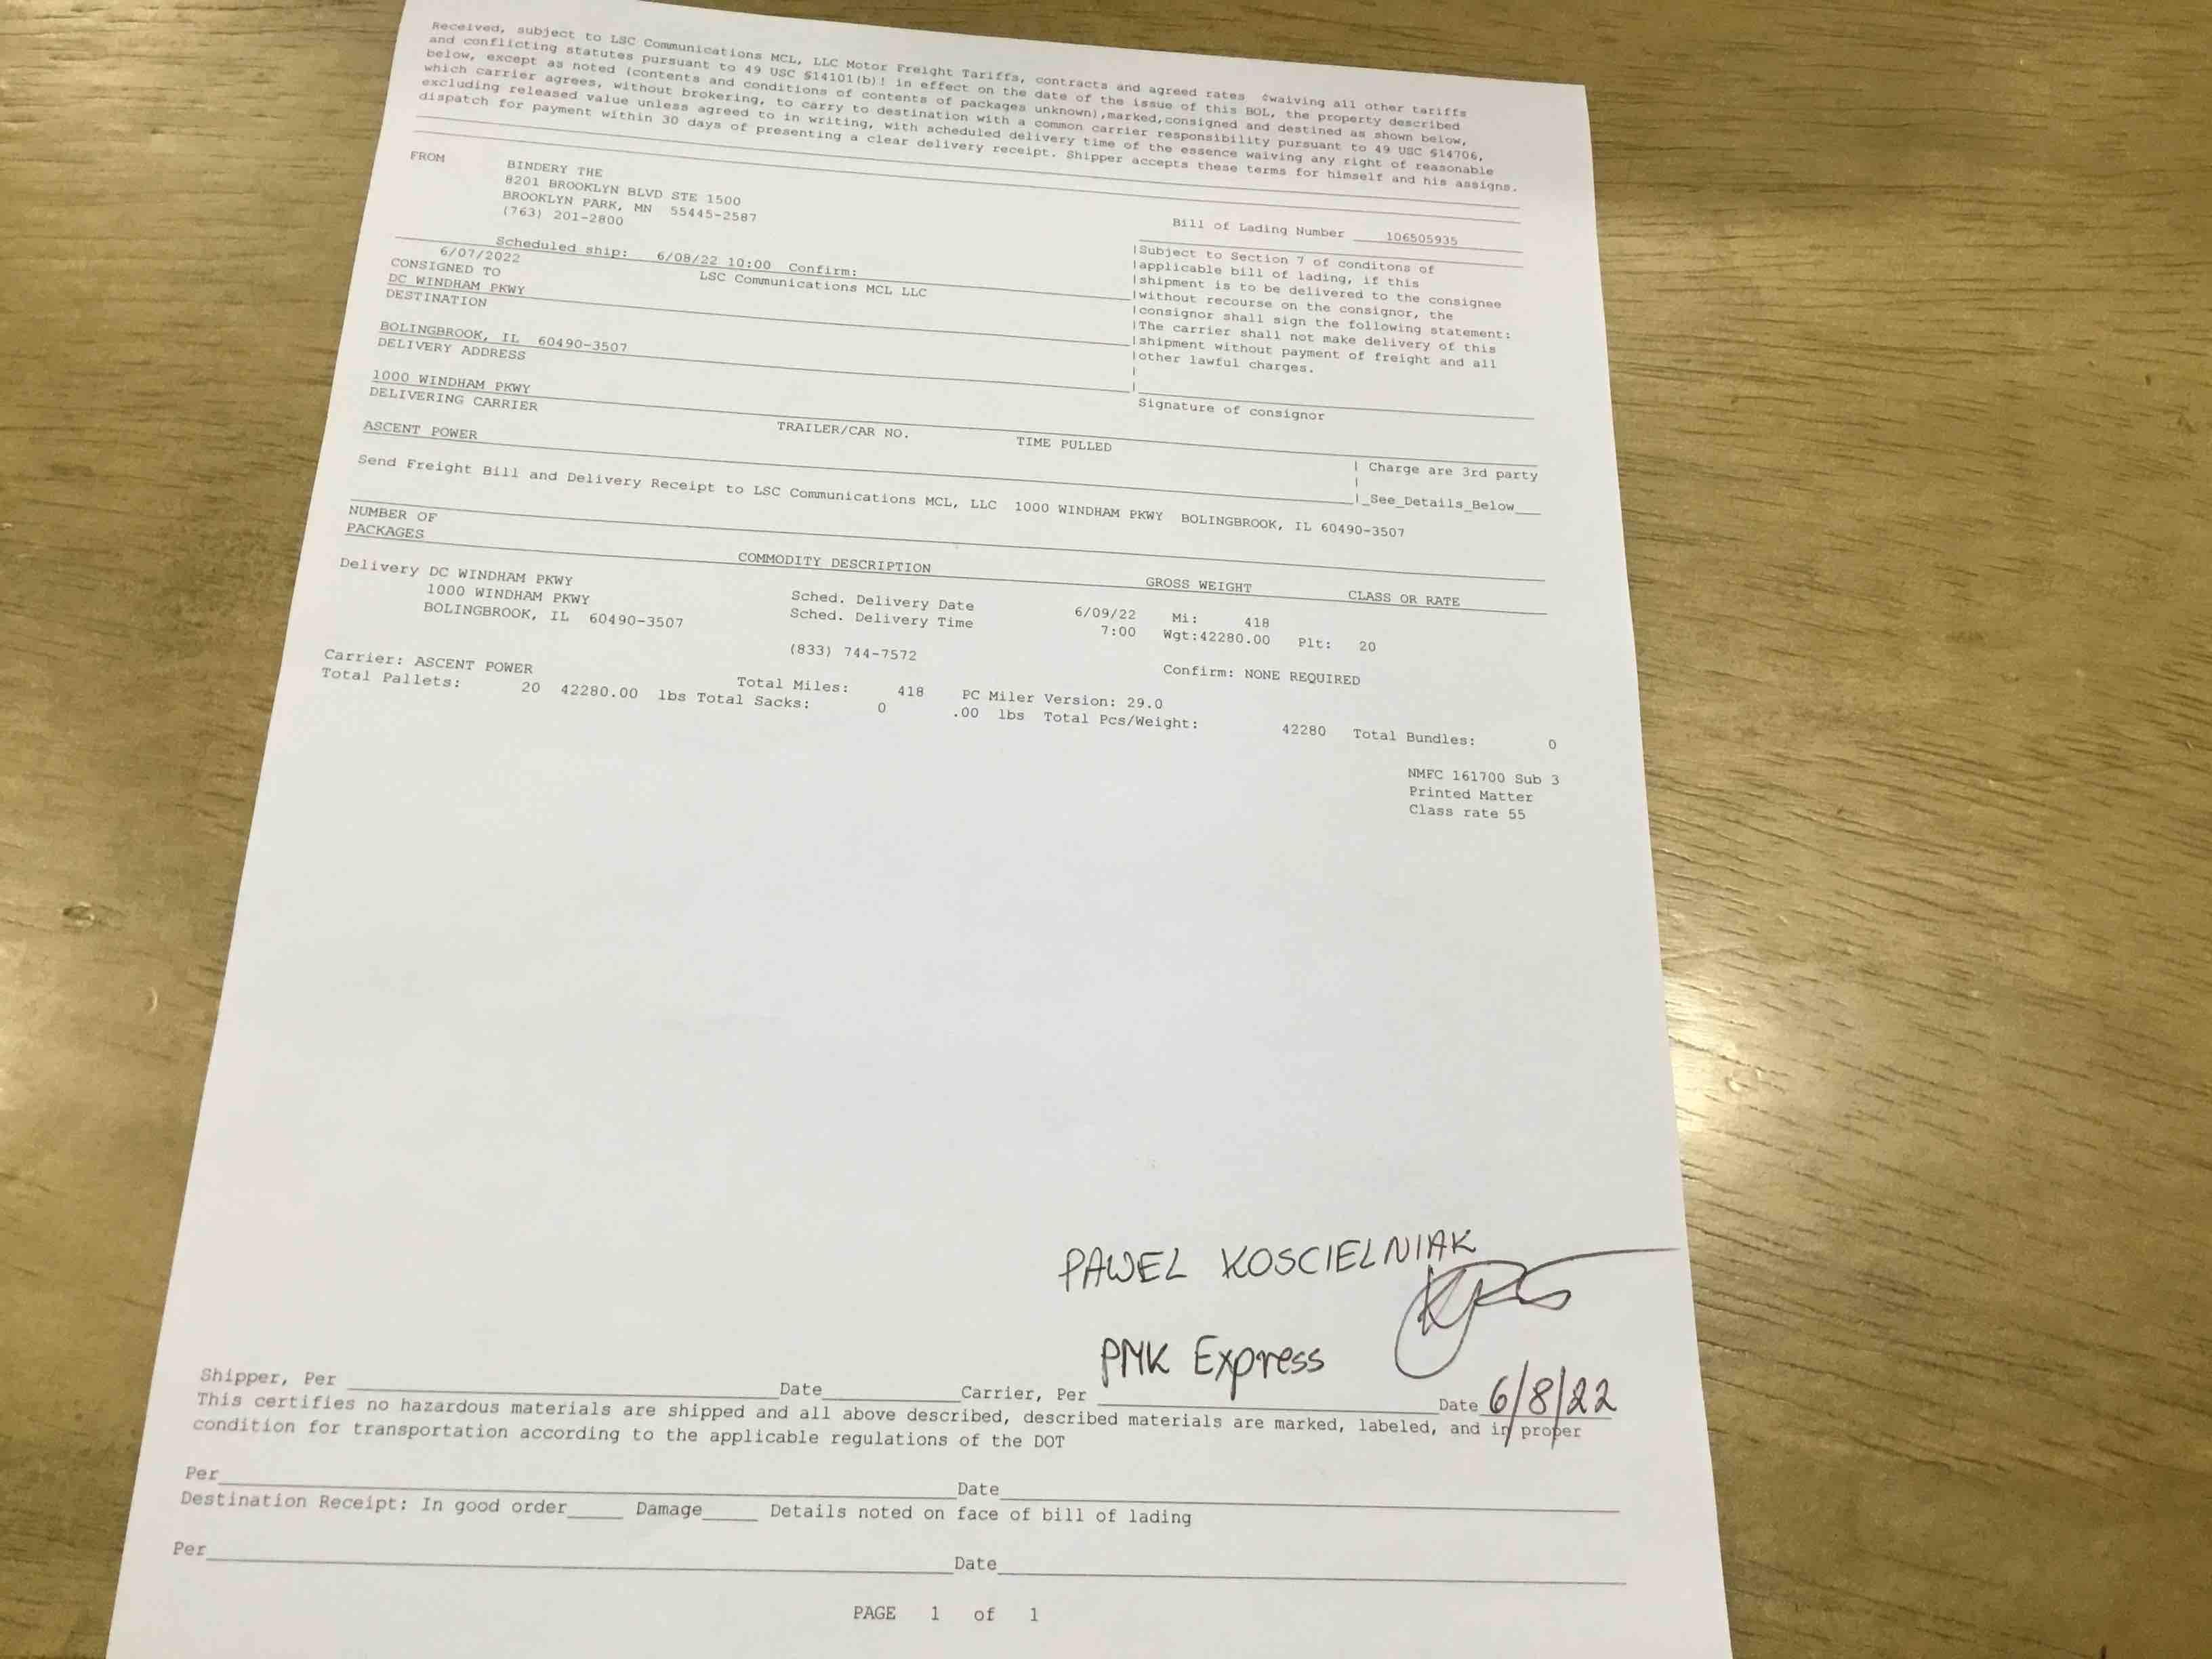 Received, subject to LSC Communications MCL, LLC Motor Freight Tariffs, contracts and agreed rates ¢waiving all other tariffs
and conflicting statutes pursuant to 49 USC §14101(b)! in effect on the date of the issue of this BOL, the property described
below, except as noted (contents and conditions of contents of packages unknown),marked,consigned and destined as shown below,
which carrier agrees, without brokering, to carry to destination with a common carrier responsibility pursuant to 49 USC §14706,
excluding released value unless agreed to in writing, with scheduled delivery time of the essence waiving any right of reasonable
dispatch for payment within 30 days of presenting a clear delivery receipt. Shipper accepts these terms for himself and his assigns.
FROM BINDERY THE
8201 BROOKLYN BLVD STE 1500
BROOKLYN PARK, MN 55445-2587
(763) 201-2800
Bill of Lading Number 106505935
Scheduled ship: 6/08/22 10:00 Confirm:
6/07/2022 LSC Communications MCL LLC
CONSIGNED TO
DC WINDHAM PKWY
DESTINATION
BOLINGBROOK, IL 60490-3507
DELIVERY ADDRESS
1000 WINDHAM PKWY
|Subject to Section 7 of conditons of
|applicable bill of lading, if this
|shipment is to be delivered to the consignee
|without recourse on the consignor, the
|consignor shall sign the following statement:
|The carrier shall not make delivery of this
|shipment without payment of freight and all
|other lawful charges.
Signature of consignor
DELIVERING CARRIER TRAILER/CAR NO. TIME PULLED
ASCENT POWER
| Charge are 3rd party
|_See_Details_Below___
Send Freight Bill and Delivery Receipt to LSC Communications MCL, LLC 1000 WINDHAM PKWY BOLINGBROOK, IL 60490-3507
NUMBER OF
PACKAGES COMMODITY DESCRIPTION GROSS WEIGHT CLASS OR RATE
Delivery DC WINDHAM PKWY Sched. Delivery Date 6/09/22 Mi: 418
1000 WINDHAM PKWY Sched. Delivery Time 7:00 Wgt:42280.00 Plt: 20
BOLINGBROOK, IL 60490-3507
(833) 744-7572 Confirm: NONE REQUIRED
Carrier: ASCENT POWER Total Miles: 418 PC Miler Version: 29.0
Total Pallets: 20 42280.00 lbs Total Sacks: 0 .00 lbs Total Pcs/Weight: 42280 Total Bundles: 0
NMFC 161700 Sub 3
Printed Matter
Class rate 55
PAWEL KOSCIELNIAK
PMK Express
Shipper, Per Date Carrier, Per Date 6/8/22
This certifies no hazardous materials are shipped and all above described, described materials are marked, labeled, and in proper
condition for transportation according to the applicable regulations of the DOT
Per Date
Destination Receipt: In good order_____ Damage_____ Details noted on face of bill of lading
Per Date
PAGE 1 of 1